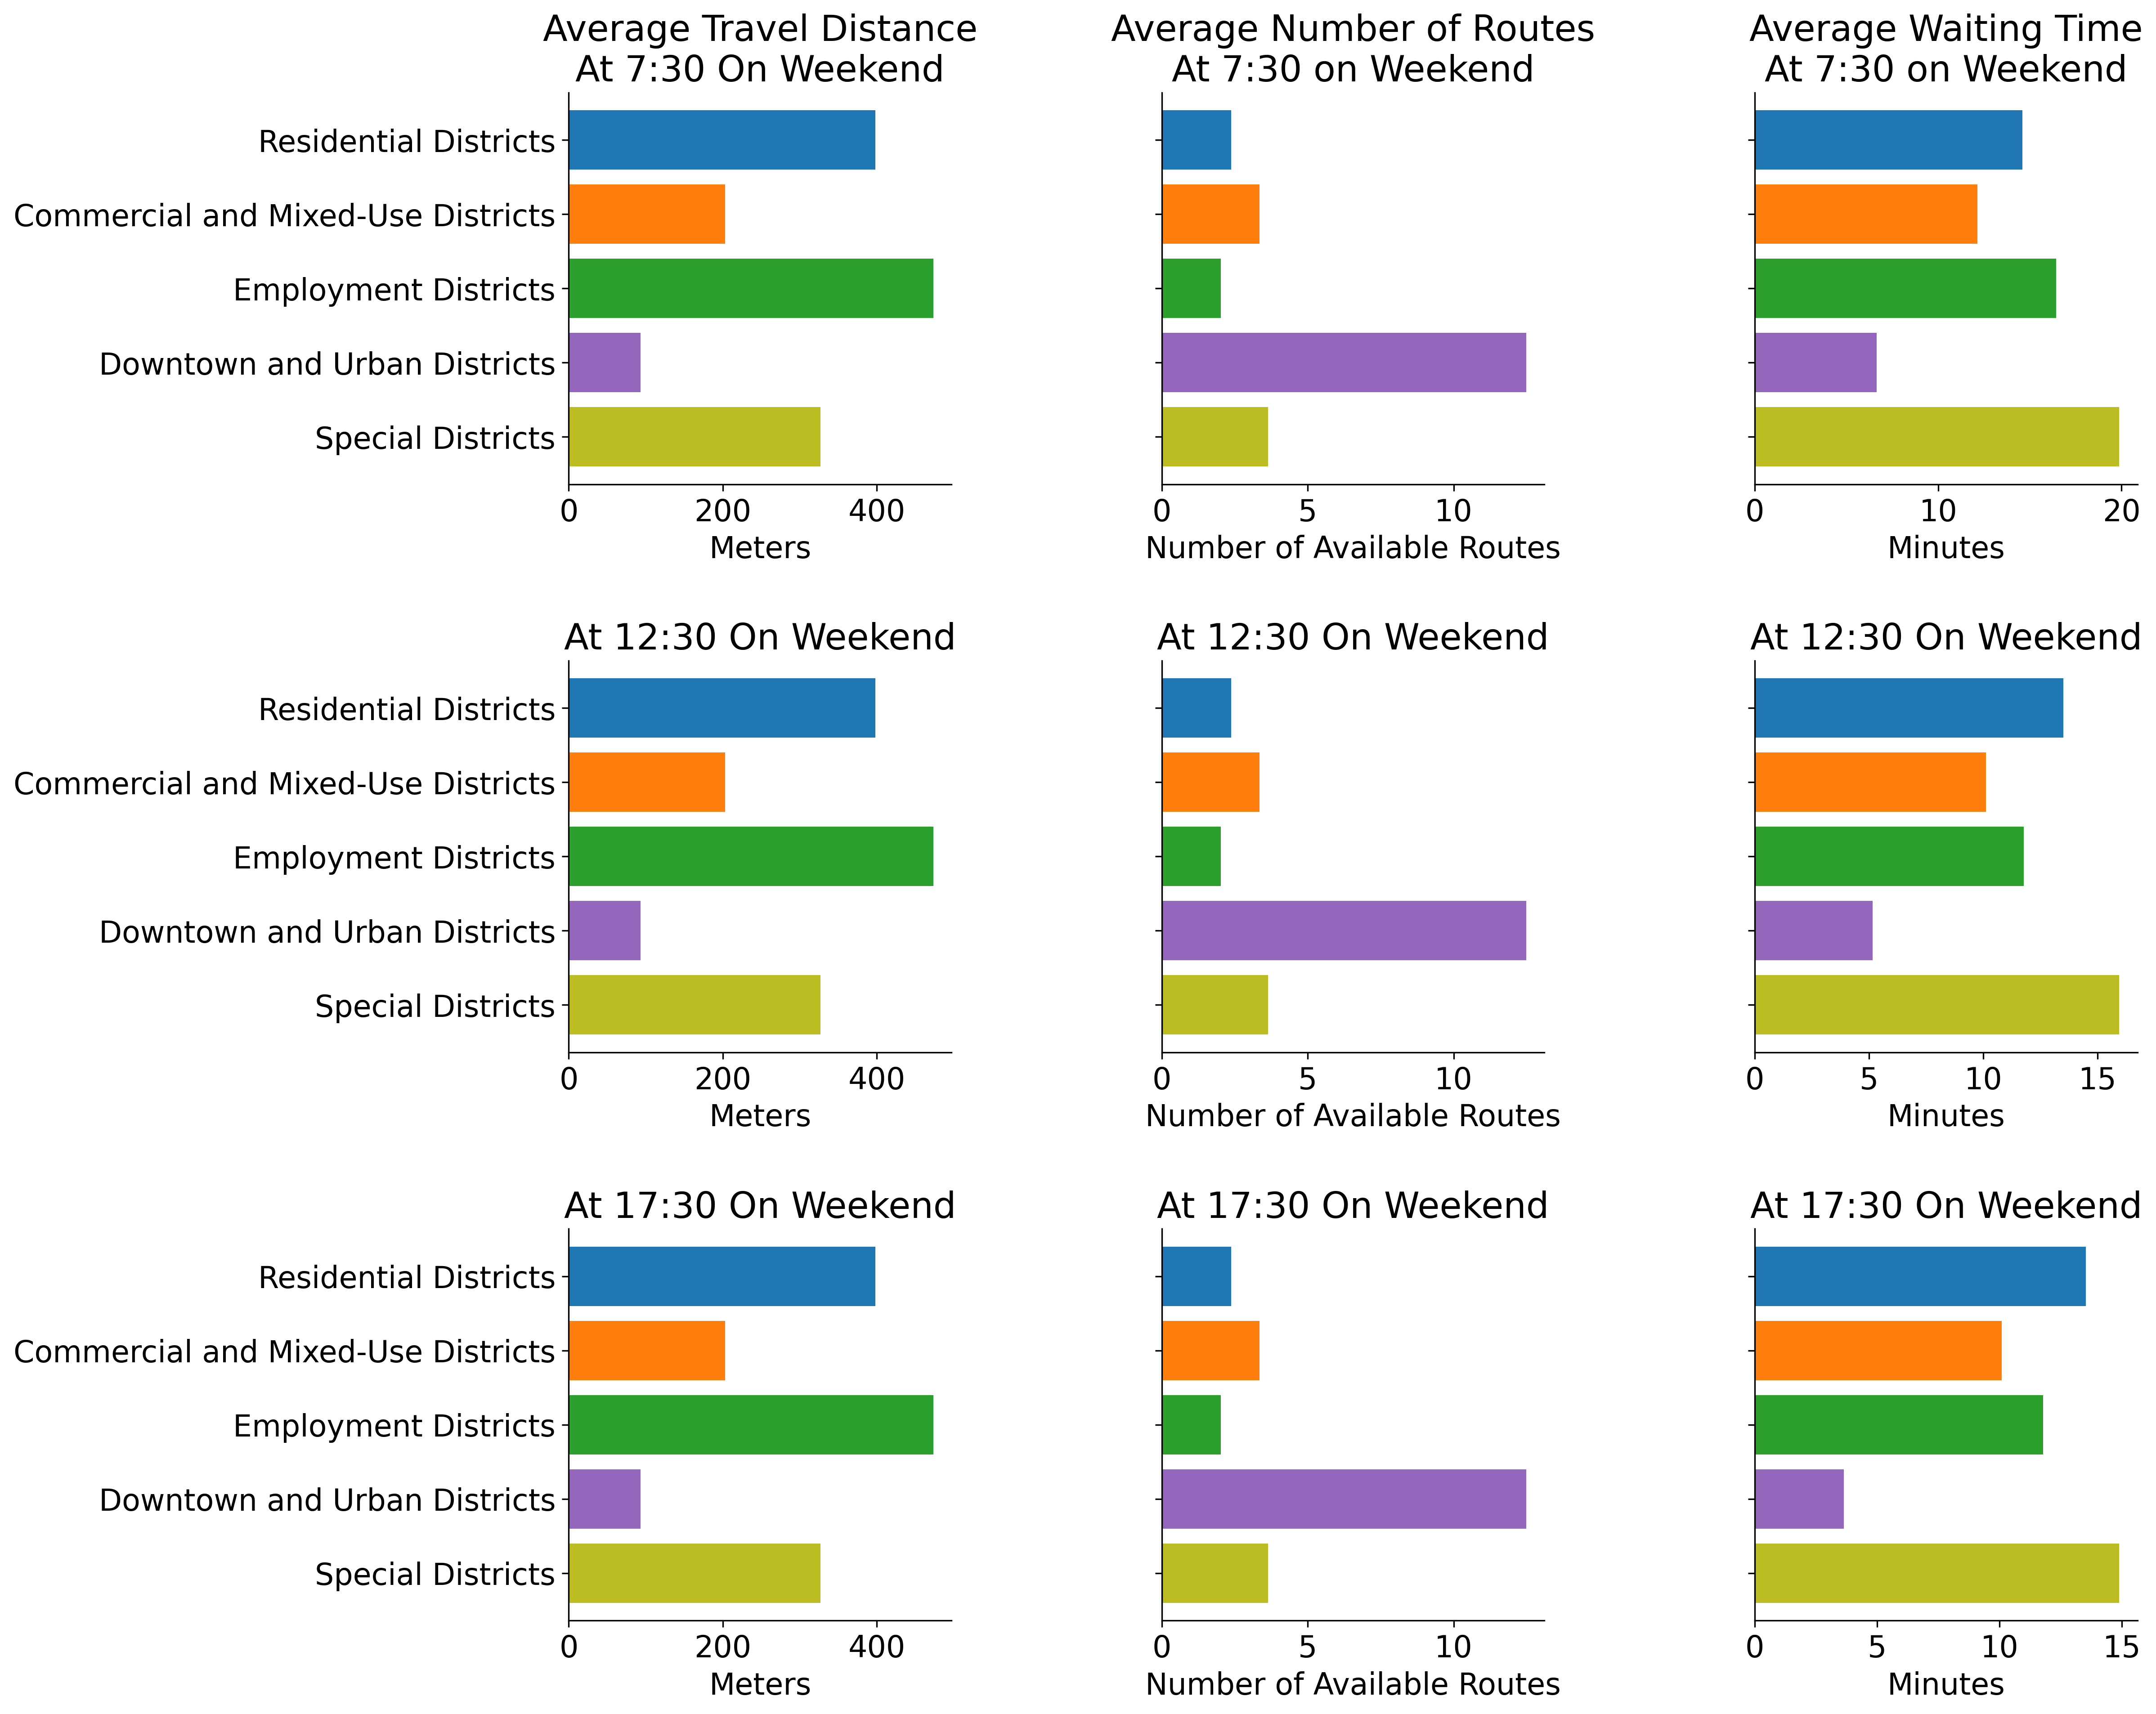 Average Travel Distance
At 7:30 On Weekend
Average Number of Routes
At 7:30 on Weekend
Average Waiting Time
At 7:30 on Weekend
Residential Districts
Commercial and Mixed-Use Districts
Employment Districts
Downtown and Urban Districts
Special Districts
0 200 400
Meters
0 5 10
Number of Available Routes
0 10 20
Minutes
At 12:30 On Weekend
At 12:30 On Weekend
At 12:30 On Weekend
Residential Districts
Commercial and Mixed-Use Districts
Employment Districts
Downtown and Urban Districts
Special Districts
0 200 400
Meters
0 5 10
Number of Available Routes
0 5 10 15
Minutes
At 17:30 On Weekend
At 17:30 On Weekend
At 17:30 On Weekend
Residential Districts
Commercial and Mixed-Use Districts
Employment Districts
Downtown and Urban Districts
Special Districts
0 200 400
Meters
0 5 10
Number of Available Routes
0 5 10 15
Minutes